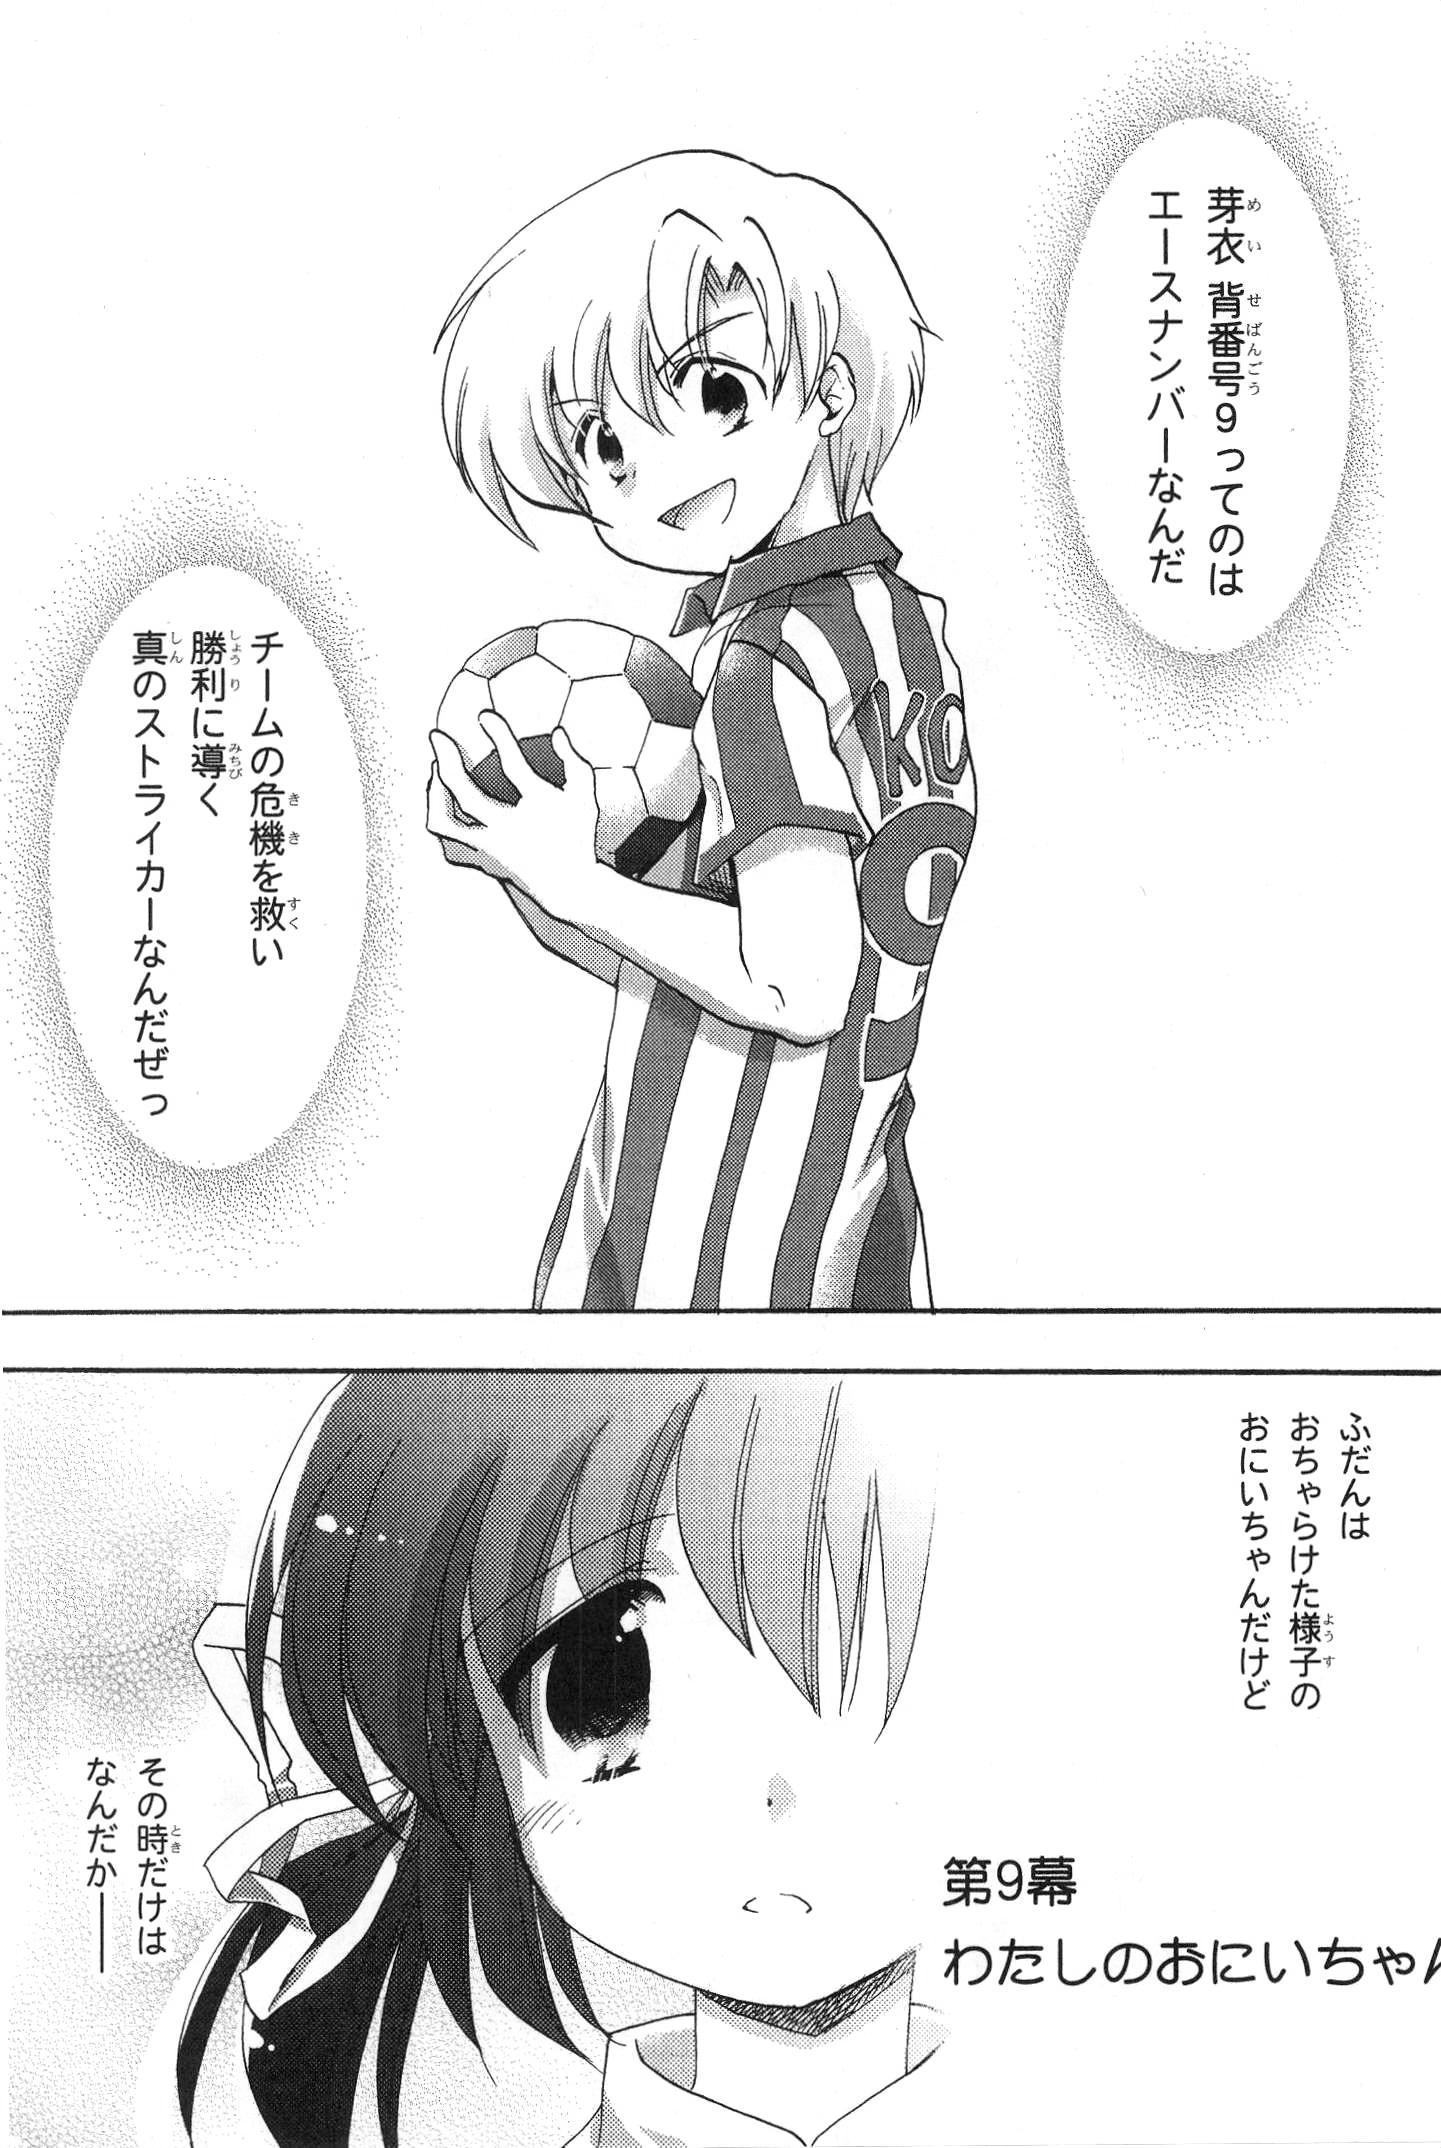 芽衣 背番号9ってのは
エースナンバーなんだ
チームの危機を救い
勝利に導く
真のストライカーなんだぜっ
KO
ふだんは
おちゃらけた様子の
おにいちゃんだけど
その時だけは
なんだか――
第9幕
わたしのおにいちゃん